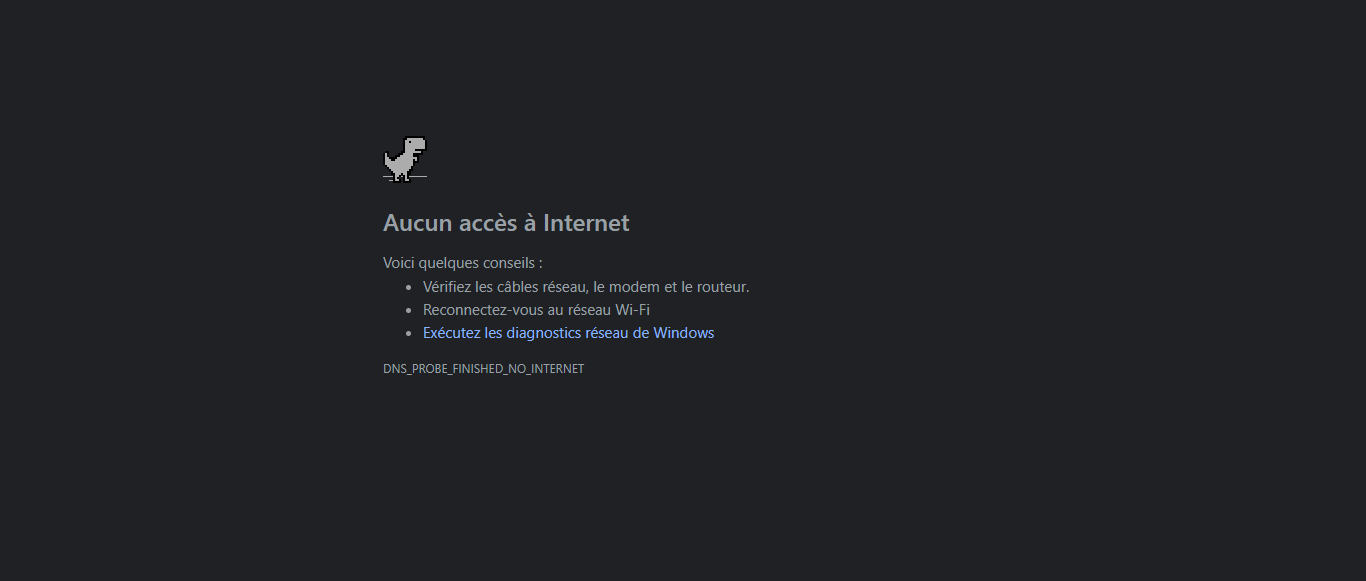 Aucun accès à Internet
Voici quelques conseils :
Vérifiez les câbles réseau, le modem et le routeur.
Reconnectez-vous au réseau Wi-Fi
Exécutez les diagnostics réseau de Windows
DNS_PROBE_FINISHED_NO_INTERNET